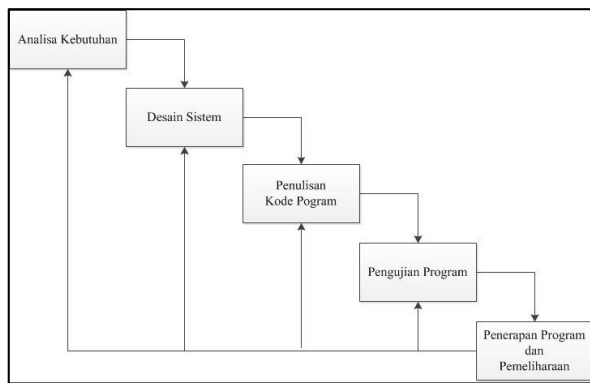 Analisa Kebutuhan
Desain Sistem
Penulisan
Kode Pogram
Pengujian Program
Penerapan Program
dan
Pemeliharaan